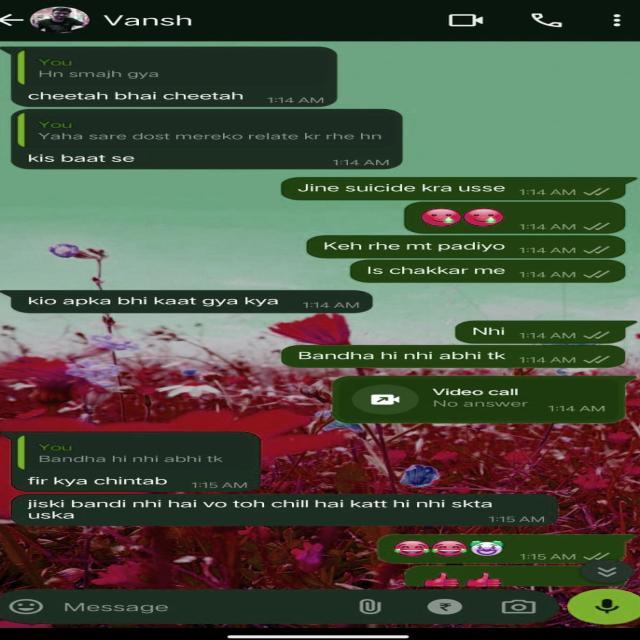 Vansh
You
Hn smajh gya
cheetah bhai cheetah 1:14 AM
You
Yaha sare dost mereko relate kr rhe hn
kis baat se 1:14 AM
Jine suicide kra usse 1:14 AM
1:14 AM
Keh rhe mt padiyo 1:14 AM
Is chakkar me 1:14 AM
kio apka bhi kaat gya kya 1:14 AM
Nhi 1:14 AM
Bandha hi nhi abhi tk 1:14 AM
Video call
No answer 1:14 AM
You
Bandha hi nhi abhi tk
fir kya chintab 1:15 AM
jiski bandi nhi hai vo toh chill hai katt hi nhi skta
uska 1:15 AM
1:15 AM
Message
₹